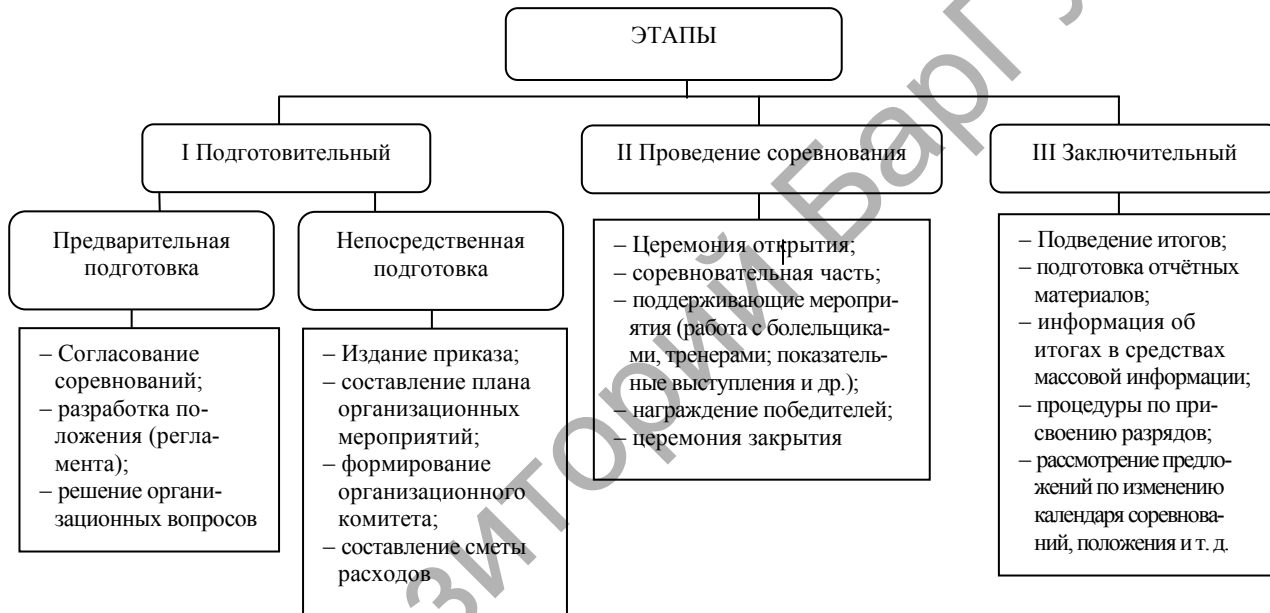 ЭТАПЫ
I Подготовительный
II Проведение соревнования
III Заключительный
Предварительная
подготовка
Непосредственная
подготовка
– Согласование
соревнований;
– разработка по-
ложения (регла-
мента);
– решение органи-
зационных вопросов
– Издание приказа;
– составление плана
организационных
мероприятий;
– формирование
организационного
комитета;
– составление сметы
расходов
– Церемония открытия;
– соревновательная часть;
– поддерживающие меропри-
ятия (работа с болельщика-
ми, тренерами; показатель-
ные выступления и др.);
– награждение победителей;
– церемония закрытия
– Подведение итогов;
– подготовка отчётных
материалов;
– информация об
итогах в средствах
массовой информации;
– процедуры по при-
своению разрядов;
– рассмотрение предло-
жений по изменению
календаря соревнова-
ний, положения и т. д.
зиторий БарГу